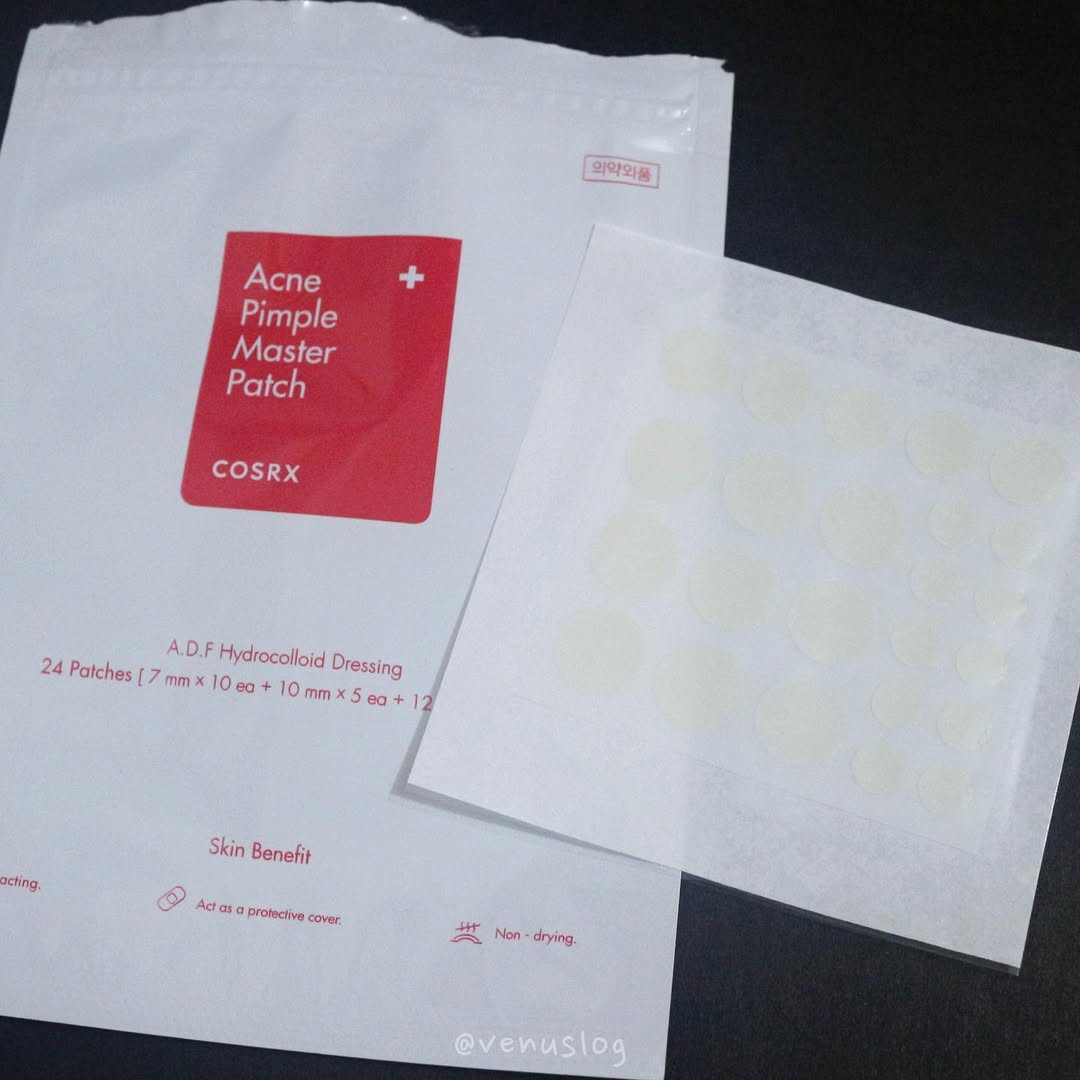 의약외품
Acne
Pimple
Master
Patch
COSRX
A.D.F Hydrocolloid Dressing
24 Patches [ 7 mm × 10 ea + 10 mm × 5 ea + 12
Skin Benefit
acting.
Act as a protective cover.
Non - drying.
@venuslog